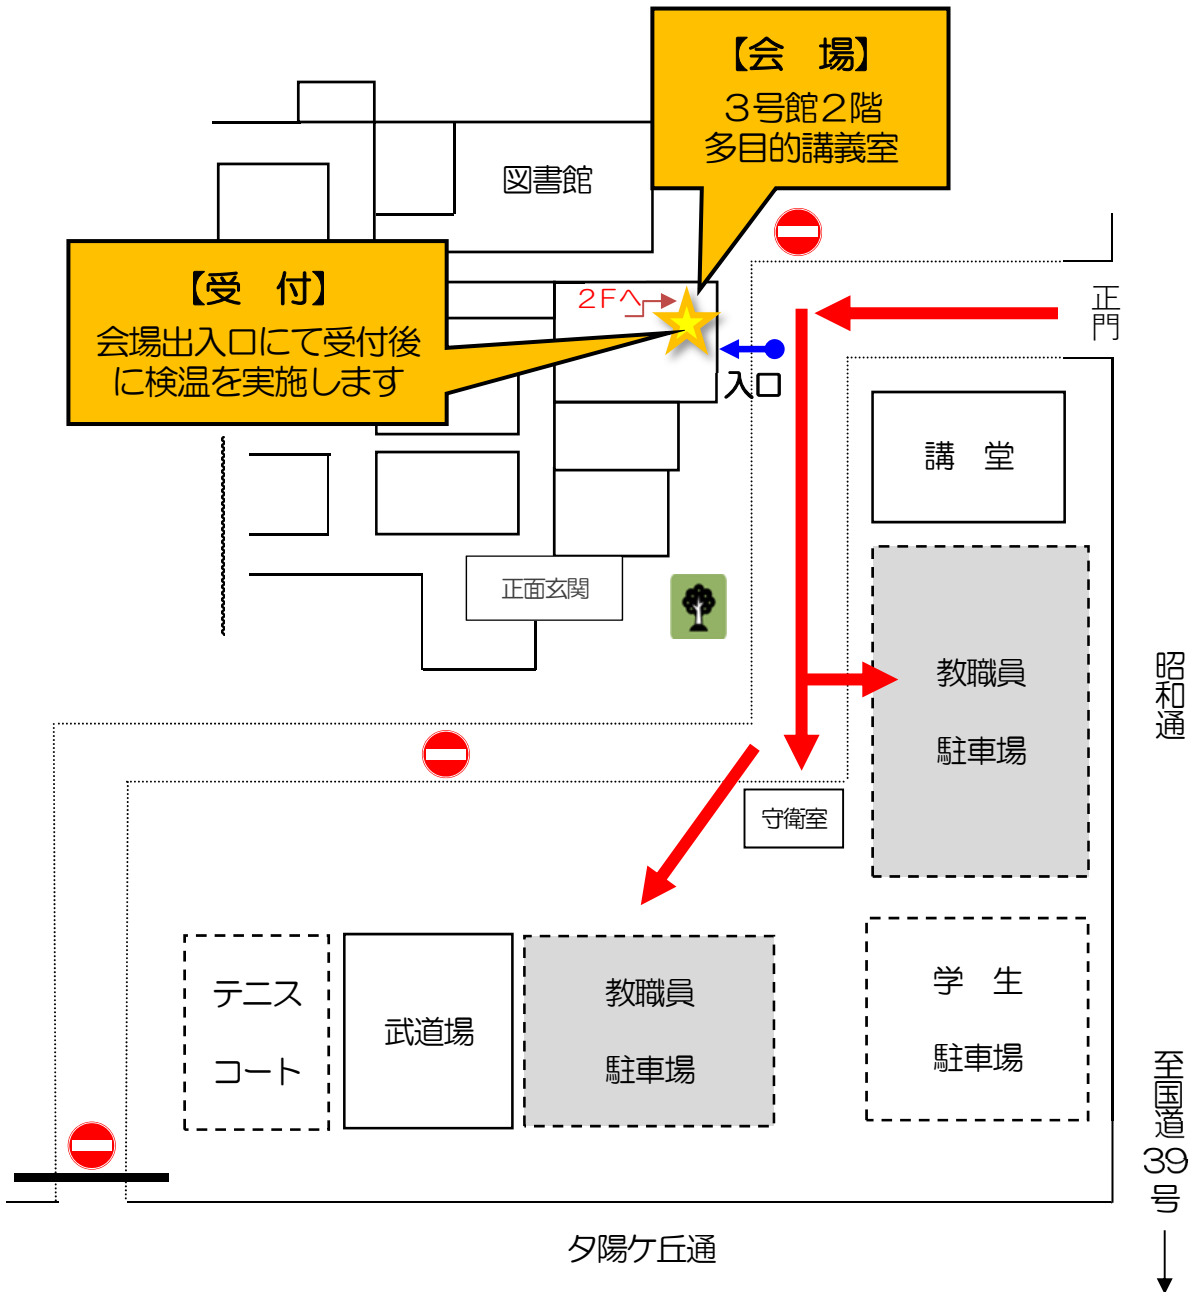 【会　場】
３号館２階
多目的講義室
図書館
【受　付】
会場出入口にて受付後
に検温を実施します
２Fへ
入口
正門
講　堂
正面玄関
教職員
駐車場
昭和通
守衛室
テニス
コート
武道場
教職員
駐車場
学　生
駐車場
至国道39号
夕陽ケ丘通